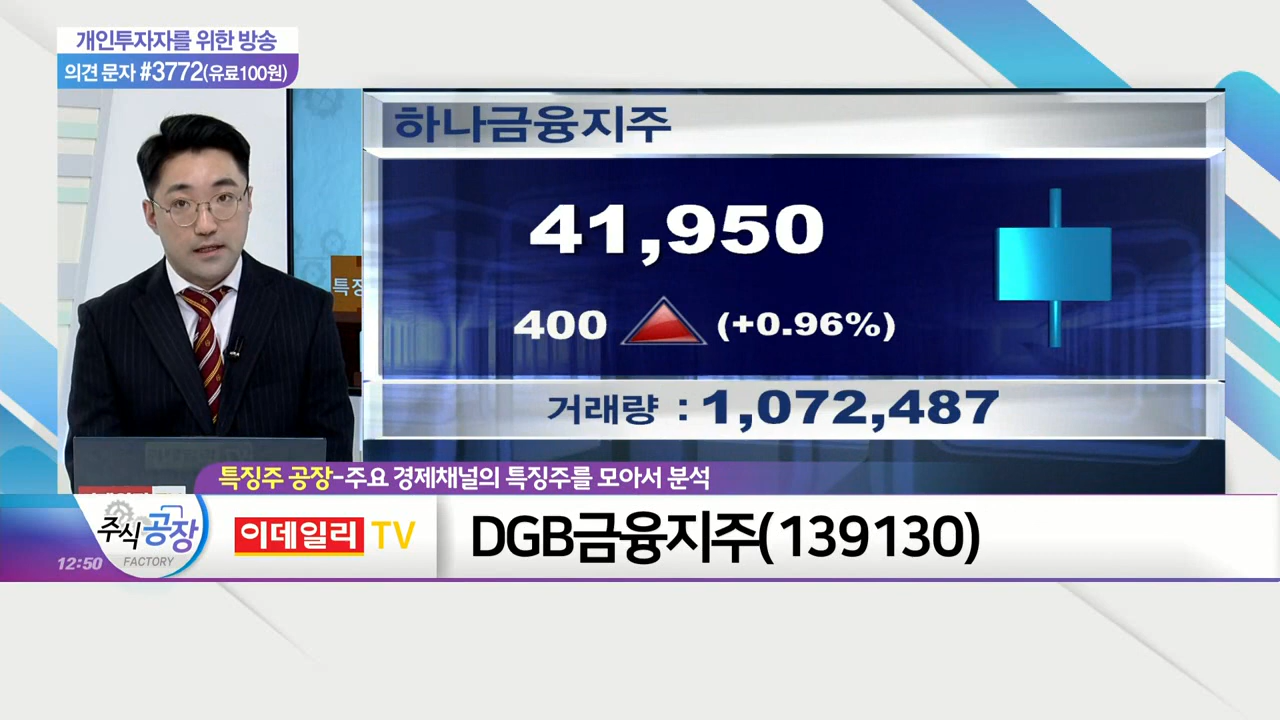 개인투자자를 위한 방송
의견 문자 #3772(유료100원)
하나금융지주
41,950
400 ▲ (+0.96%)
거래량 : 1,072,487
특징
특징주 공장-주요 경제채널의 특징주를 모아서 분석
주식공장
FACTORY
12:50
이데일리 TV
DGB금융지주(139130)